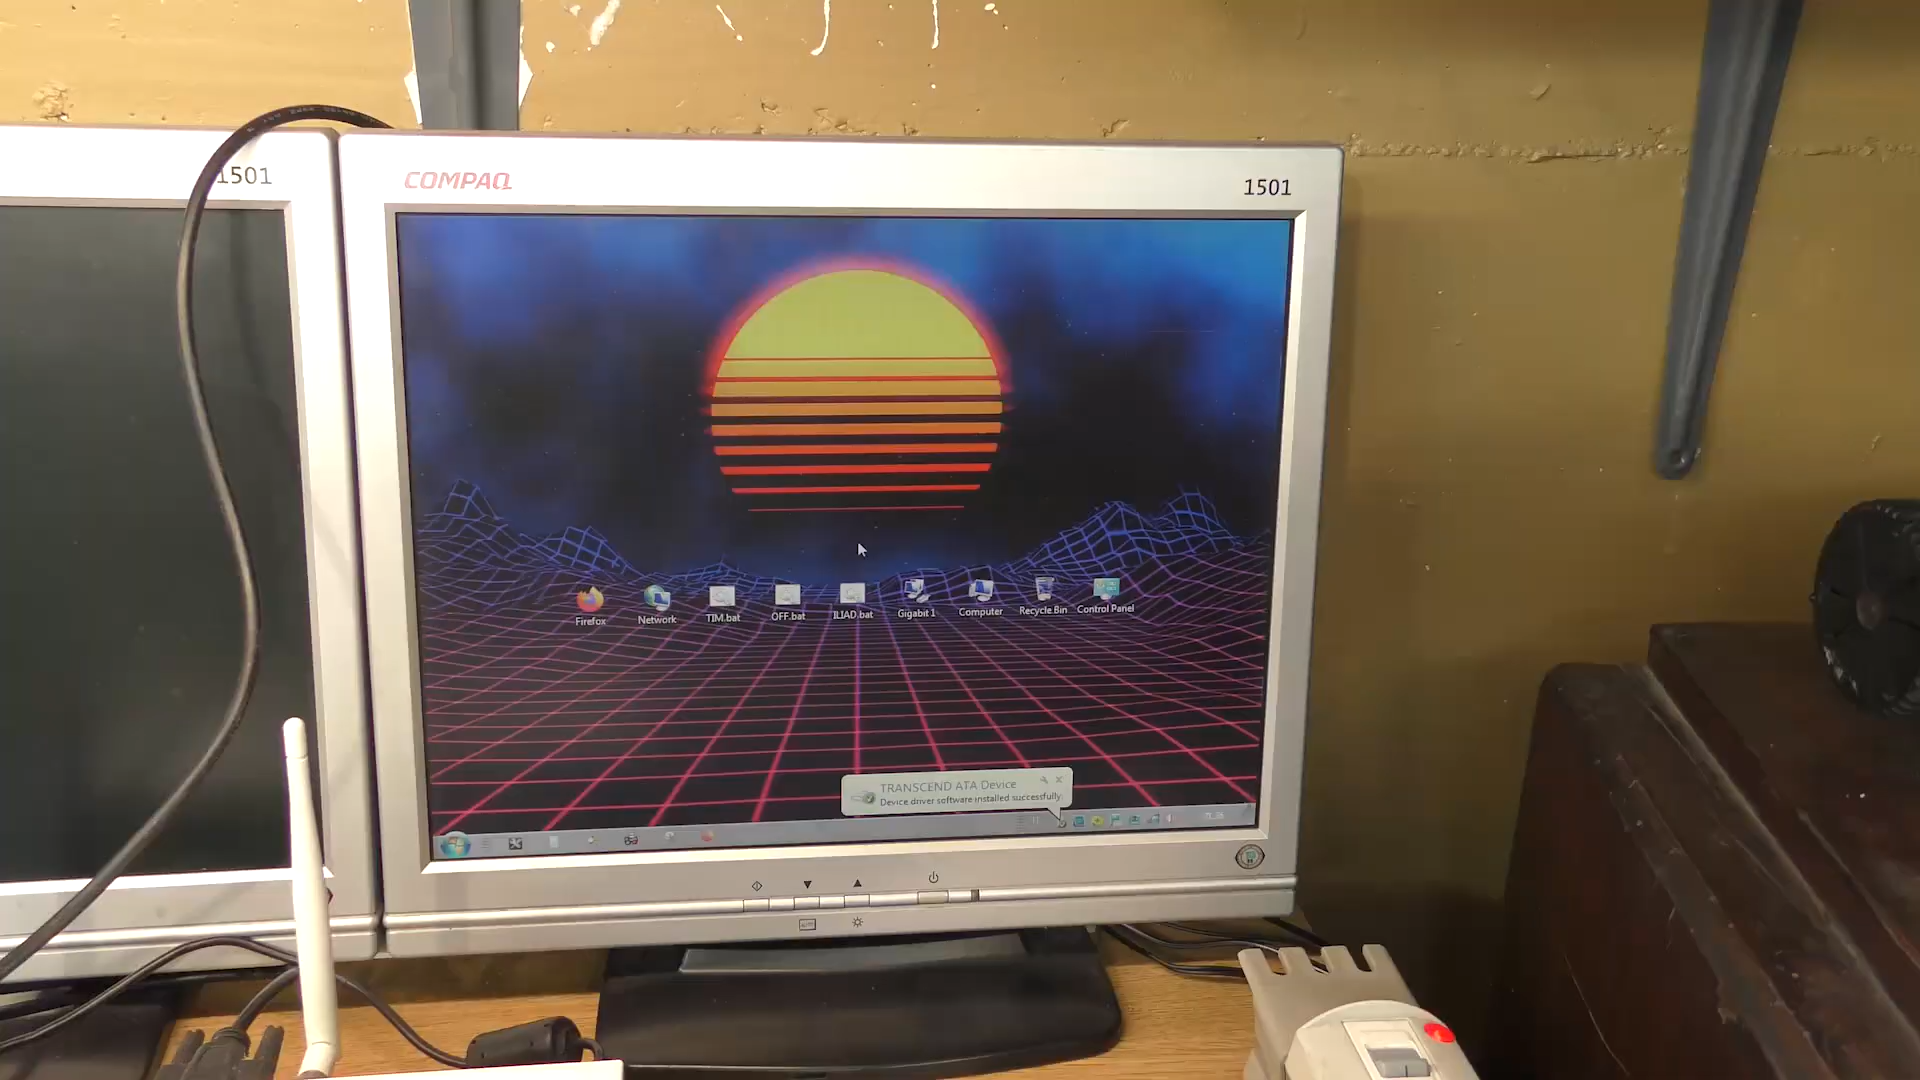 1501
COMPAQ
1501
Firefox
Network
TIM.bat
OFF.bat
ILIAD.bat
Gigabit 1
Computer
Recycle Bin
Control Panel
TRANSCEND ATA Device
Device driver software installed successfully.
IT